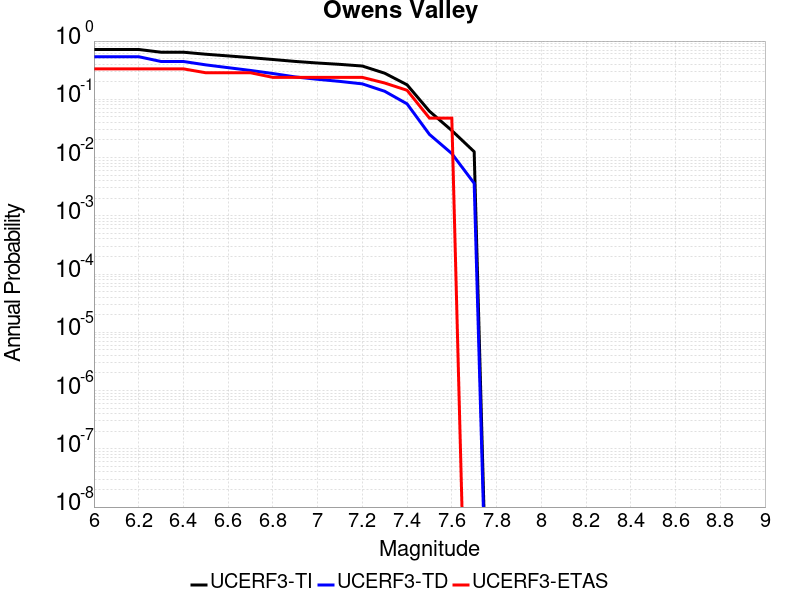 Owens Valley
Annual Probability
10^0
10^-1
10^-2
10^-3
10^-4
10^-5
10^-6
10^-7
10^-8
6 6.2 6.4 6.6 6.8 7 7.2 7.4 7.6 7.8 8 8.2 8.4 8.6 8.8 9
Magnitude
UCERF3-TI UCERF3-TD UCERF3-ETAS